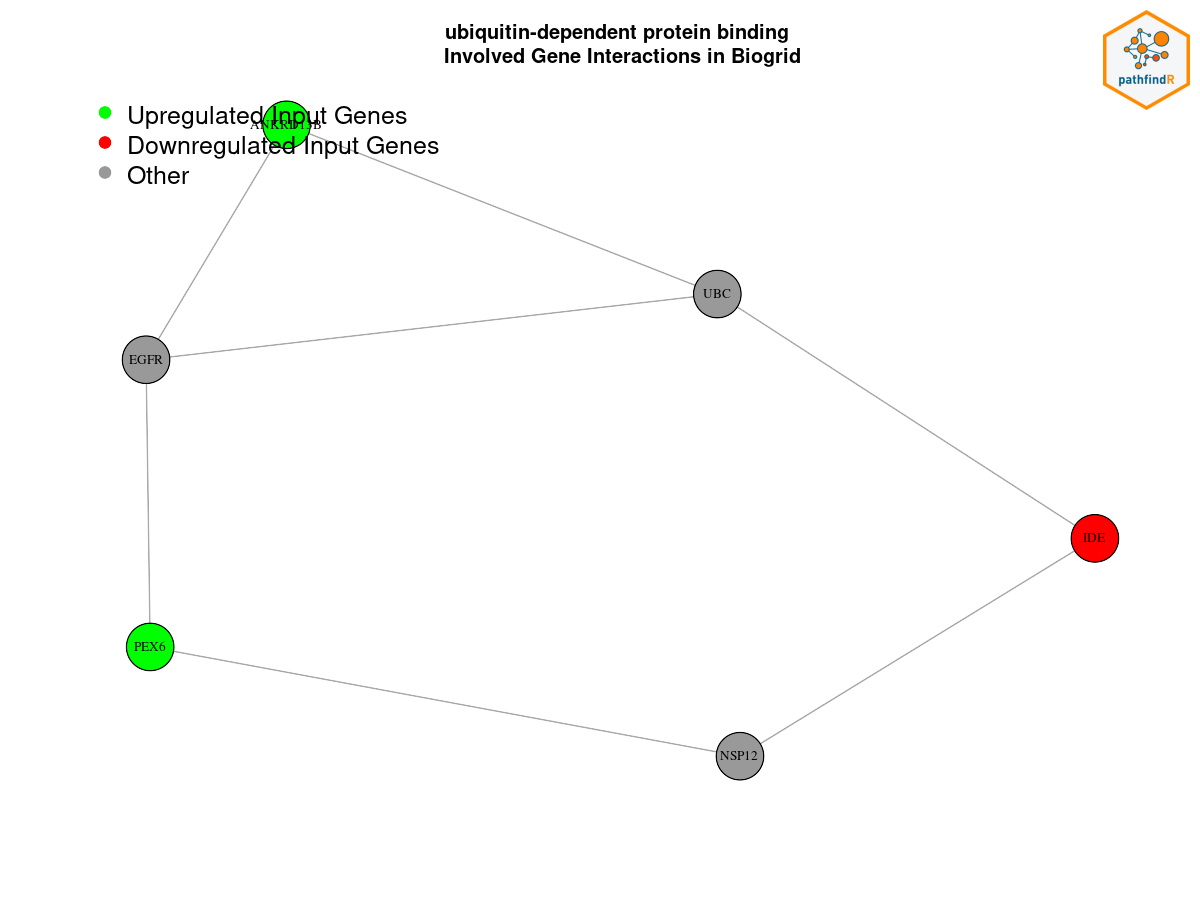 ubiquitin-dependent protein binding
Involved Gene Interactions in Biogrid
pathfindR
Upregulated Input Genes
ANKRD13B
Downregulated Input Genes
Other
UBC
EGFR
IDE
PEX6
NSP12